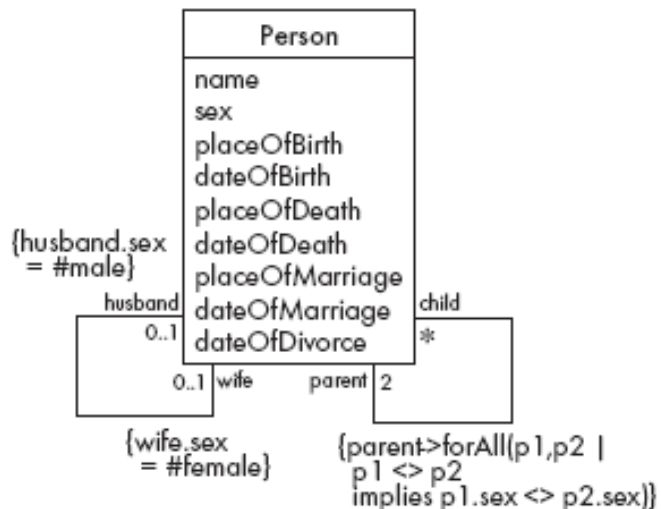 Person
name
sex
placeOfBirth
dateOfBirth
placeOfDeath
dateOfDeath
placeOfMarriage
dateOfMarriage
dateOfDivorce
{husband.sex
= #male}
husband
0..1
0..1 wife
{wife.sex
= #female}
child
*
parent 2
{parent->forAll(p1,p2 |
p1 <> p2
implies p1.sex <> p2.sex)}